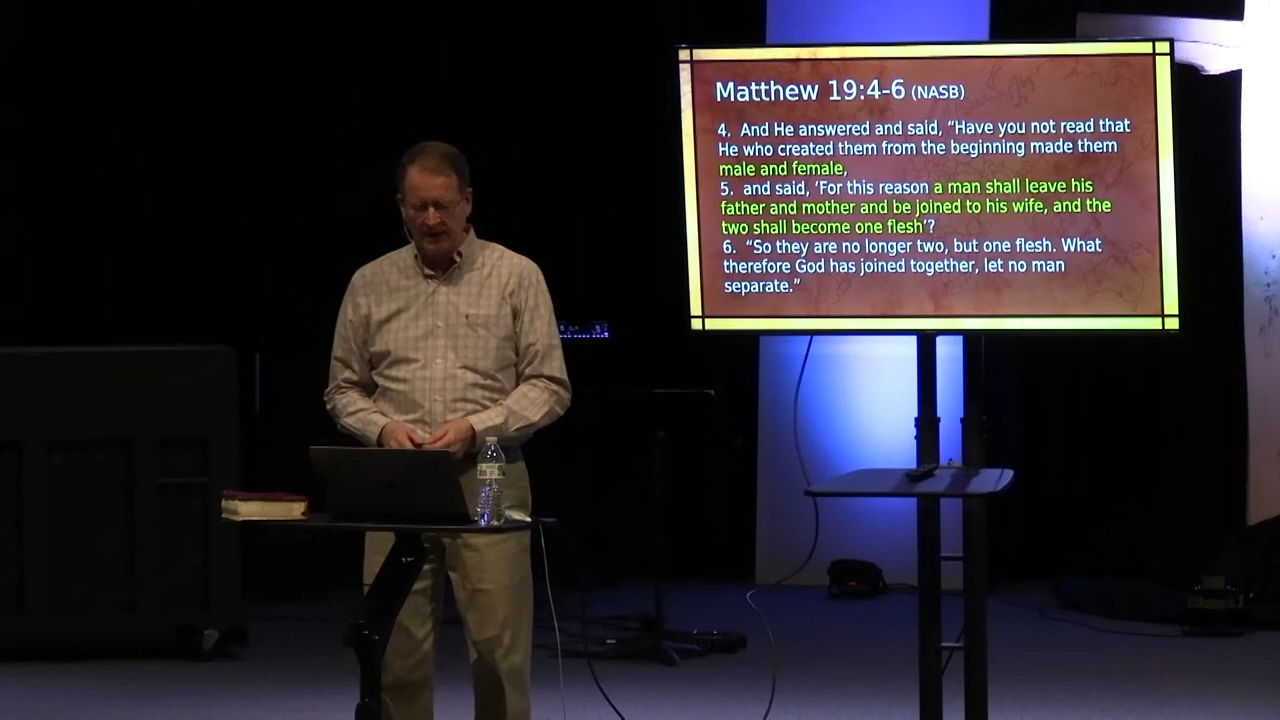 Matthew 19:4-6 (NASB)
4. And He answered and said, “Have you not read that
He who created them from the beginning made them
male and female,
5. and said, ‘For this reason a man shall leave his
father and mother and be joined to his wife, and the
two shall become one flesh’?
6. “So they are no longer two, but one flesh. What
therefore God has joined together, let no man
separate.”